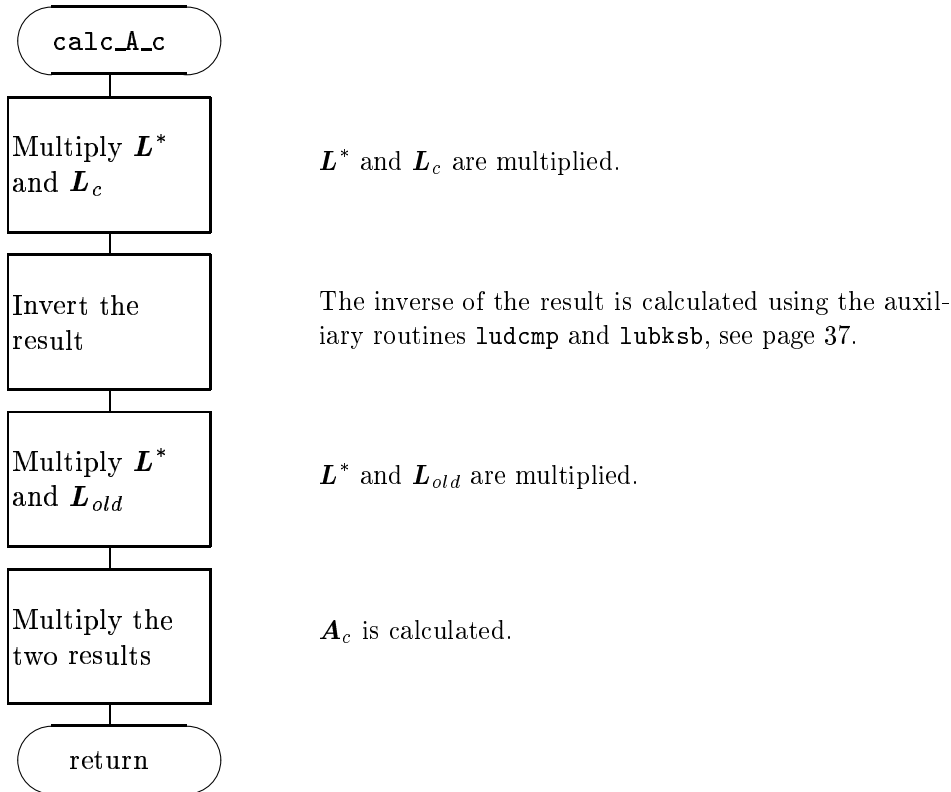 calc_A_c
Multiply L*
and L_c
L* and L_c are multiplied.
Invert the
result
The inverse of the result is calculated using the auxil-
iary routines ludcmp and lubksb, see page 37.
Multiply L*
and L_old
L* and L_old are multiplied.
Multiply the
two results
A_c is calculated.
return